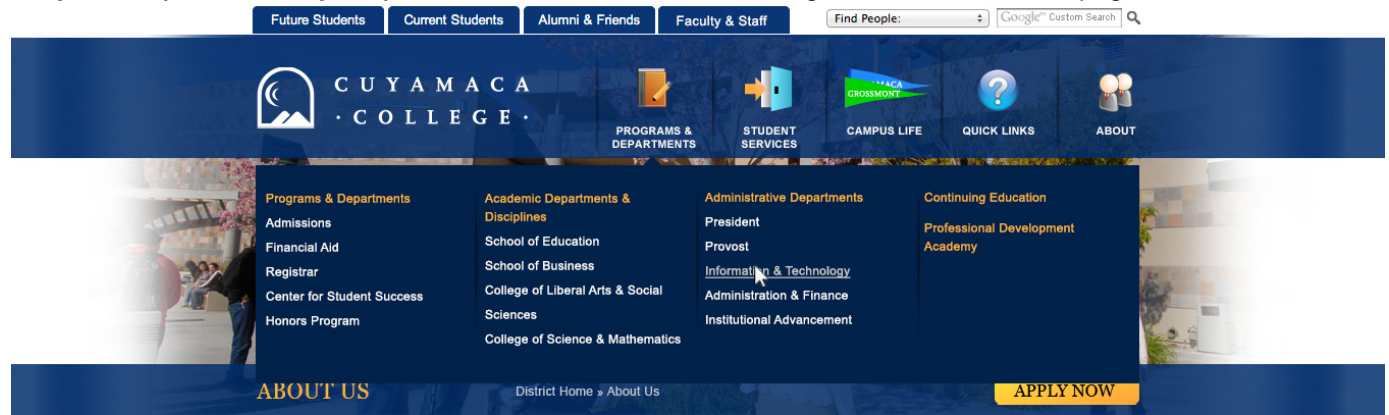 Future Students
Current Students
Alumni & Friends
Faculty & Staff
Find People:
Google™ Custom Search
CUYAMACA
· COLLEGE ·
PROGRAMS &
DEPARTMENTS
STUDENT
SERVICES
GROSSMONT
CAMPUS LIFE
QUICK LINKS
ABOUT
Programs & Departments
Admissions
Financial Aid
Registrar
Center for Student Success
Honors Program
Academic Departments &
Disciplines
School of Education
School of Business
College of Liberal Arts & Social
Sciences
College of Science & Mathematics
Administrative Departments
President
Provost
Information & Technology
Administration & Finance
Institutional Advancement
Continuing Education
Professional Development
Academy
ABOUT US
District Home » About Us
APPLY NOW